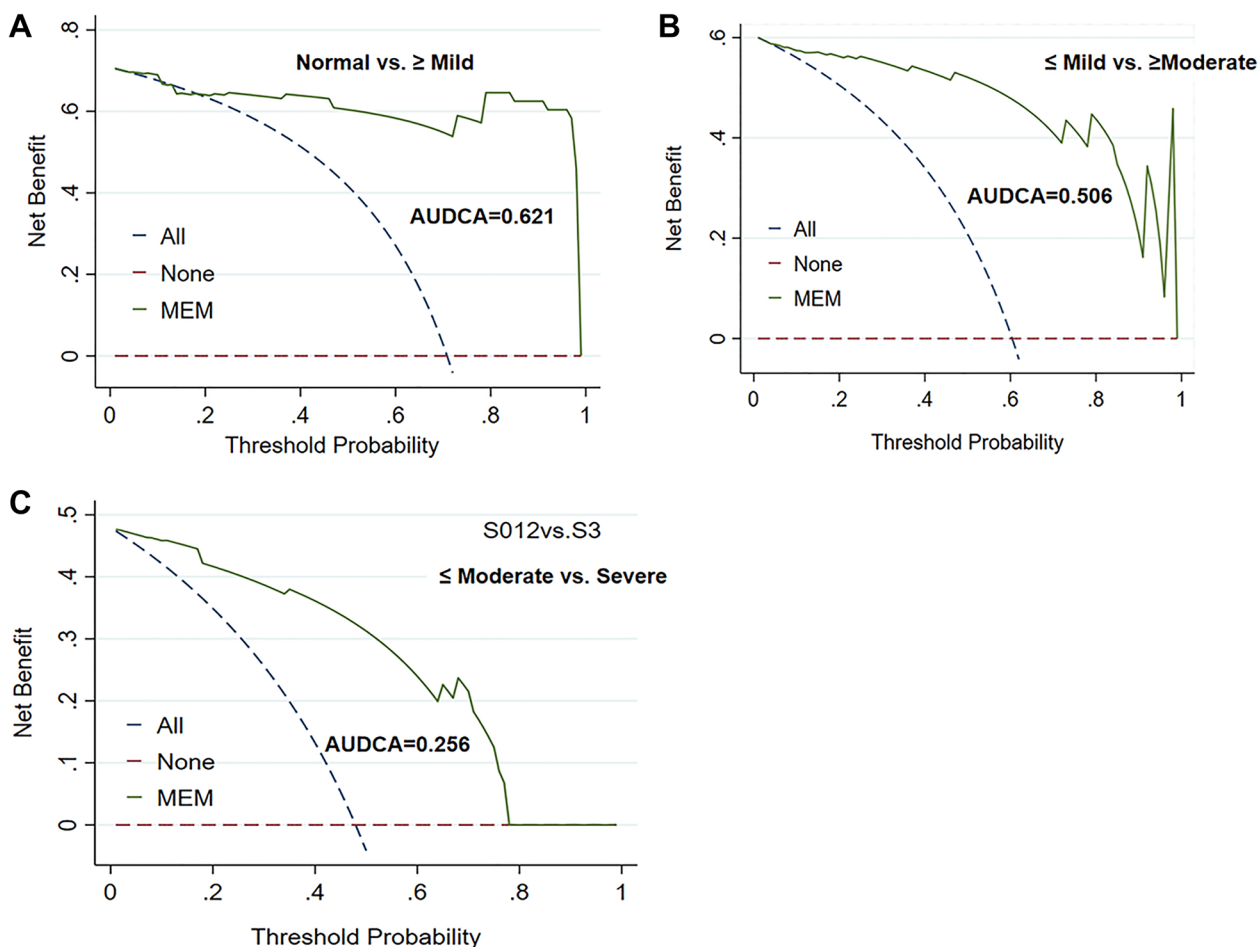 A
Normal vs. ≥ Mild
Net Benefit
.8
.6
.4
.2
0
AUDCA=0.621
All
None
MEM
0 .2 .4 .6 .8 1
Threshold Probability
B
≤ Mild vs. ≥Moderate
Net Benefit
.6
.4
.2
0
AUDCA=0.506
All
None
MEM
0 .2 .4 .6 .8 1
Threshold Probability
C
S012vs.S3
≤ Moderate vs. Severe
Net Benefit
.5
.4
.3
.2
.1
0
AUDCA=0.256
All
None
MEM
0 .2 .4 .6 .8 1
Threshold Probability